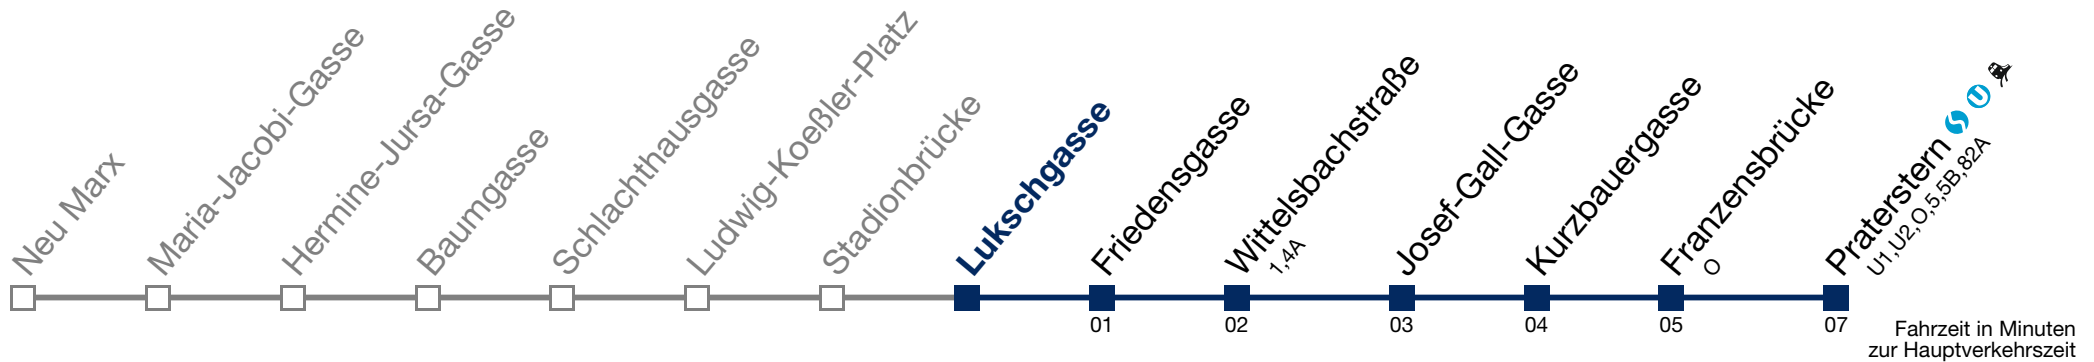 Neu Marx
Maria-Jacobi-Gasse
Hermine-Jursa-Gasse
Baumgasse
Schlachthausgasse
Ludwig-Koeßler-Platz
Stadionbrücke
Lukschgasse
Friedensgasse
01
Wittelsbachstraße
1,4A
02
Josef-Gall-Gasse
03
Kurzbauergasse
04
Franzensbrücke
O
05
Praterstern S U
U1,U2,O,5,5B,82A
07
Fahrzeit in Minuten
zur Hauptverkehrszeit